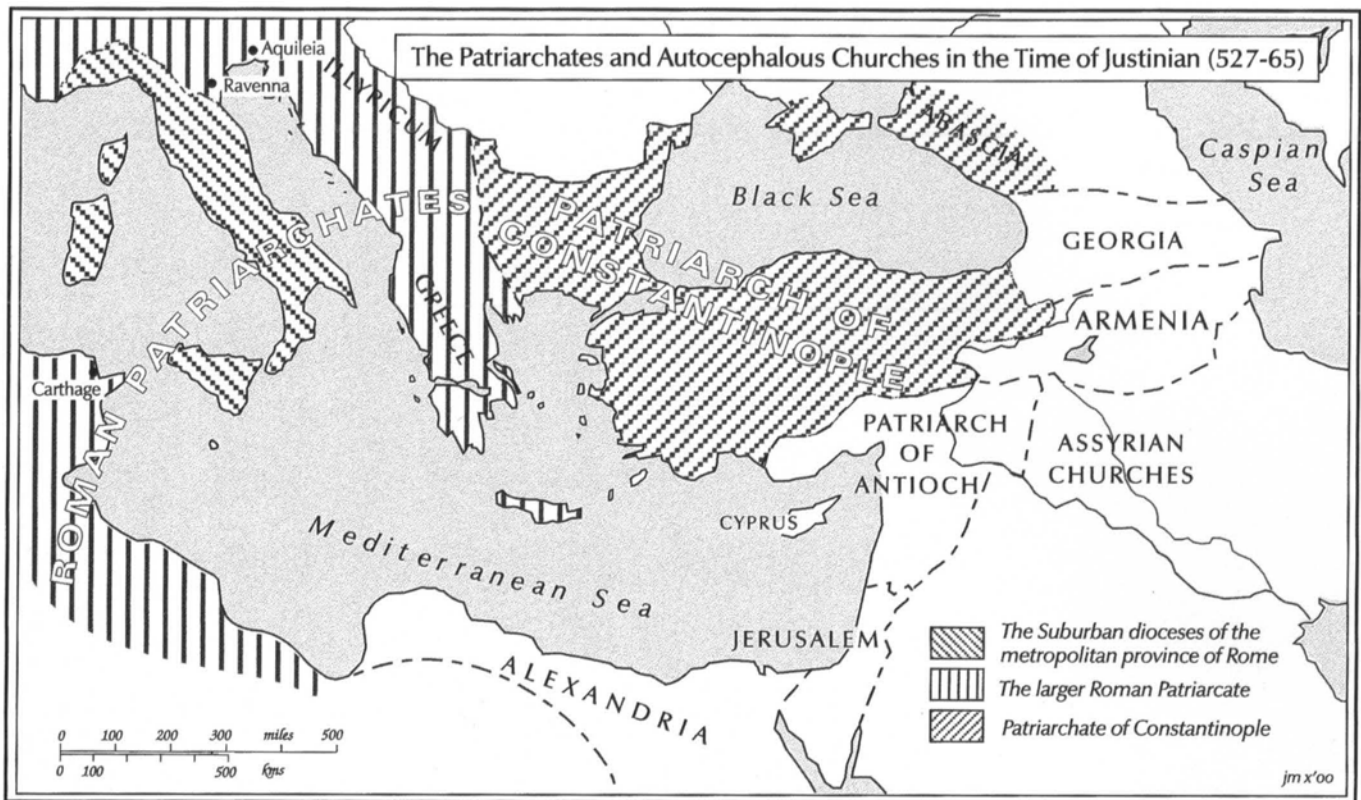 The Patriarchates and Autocephalous Churches in the Time of Justinian (527-65)
Aquileia
Ravenna
ILLYRICUM
ABASCIA
Caspian
Sea
Black Sea
GEORGIA
ARMENIA
ROMAN PATRIARCHATES
PATRIARCH OF
CONSTANTINOPLE
GREECE
Carthage
PATRIARCH
OF
ANTIOCH
ASSYRIAN
CHURCHES
CYPRUS
Mediterranean Sea
JERUSALEM
ALEXANDRIA
The Suburban dioceses of the
metropolitan province of Rome
The larger Roman Patriarcate
Patriarchate of Constantinople
0 100 200 300 miles 500
0 100 500 kms
jm x'00